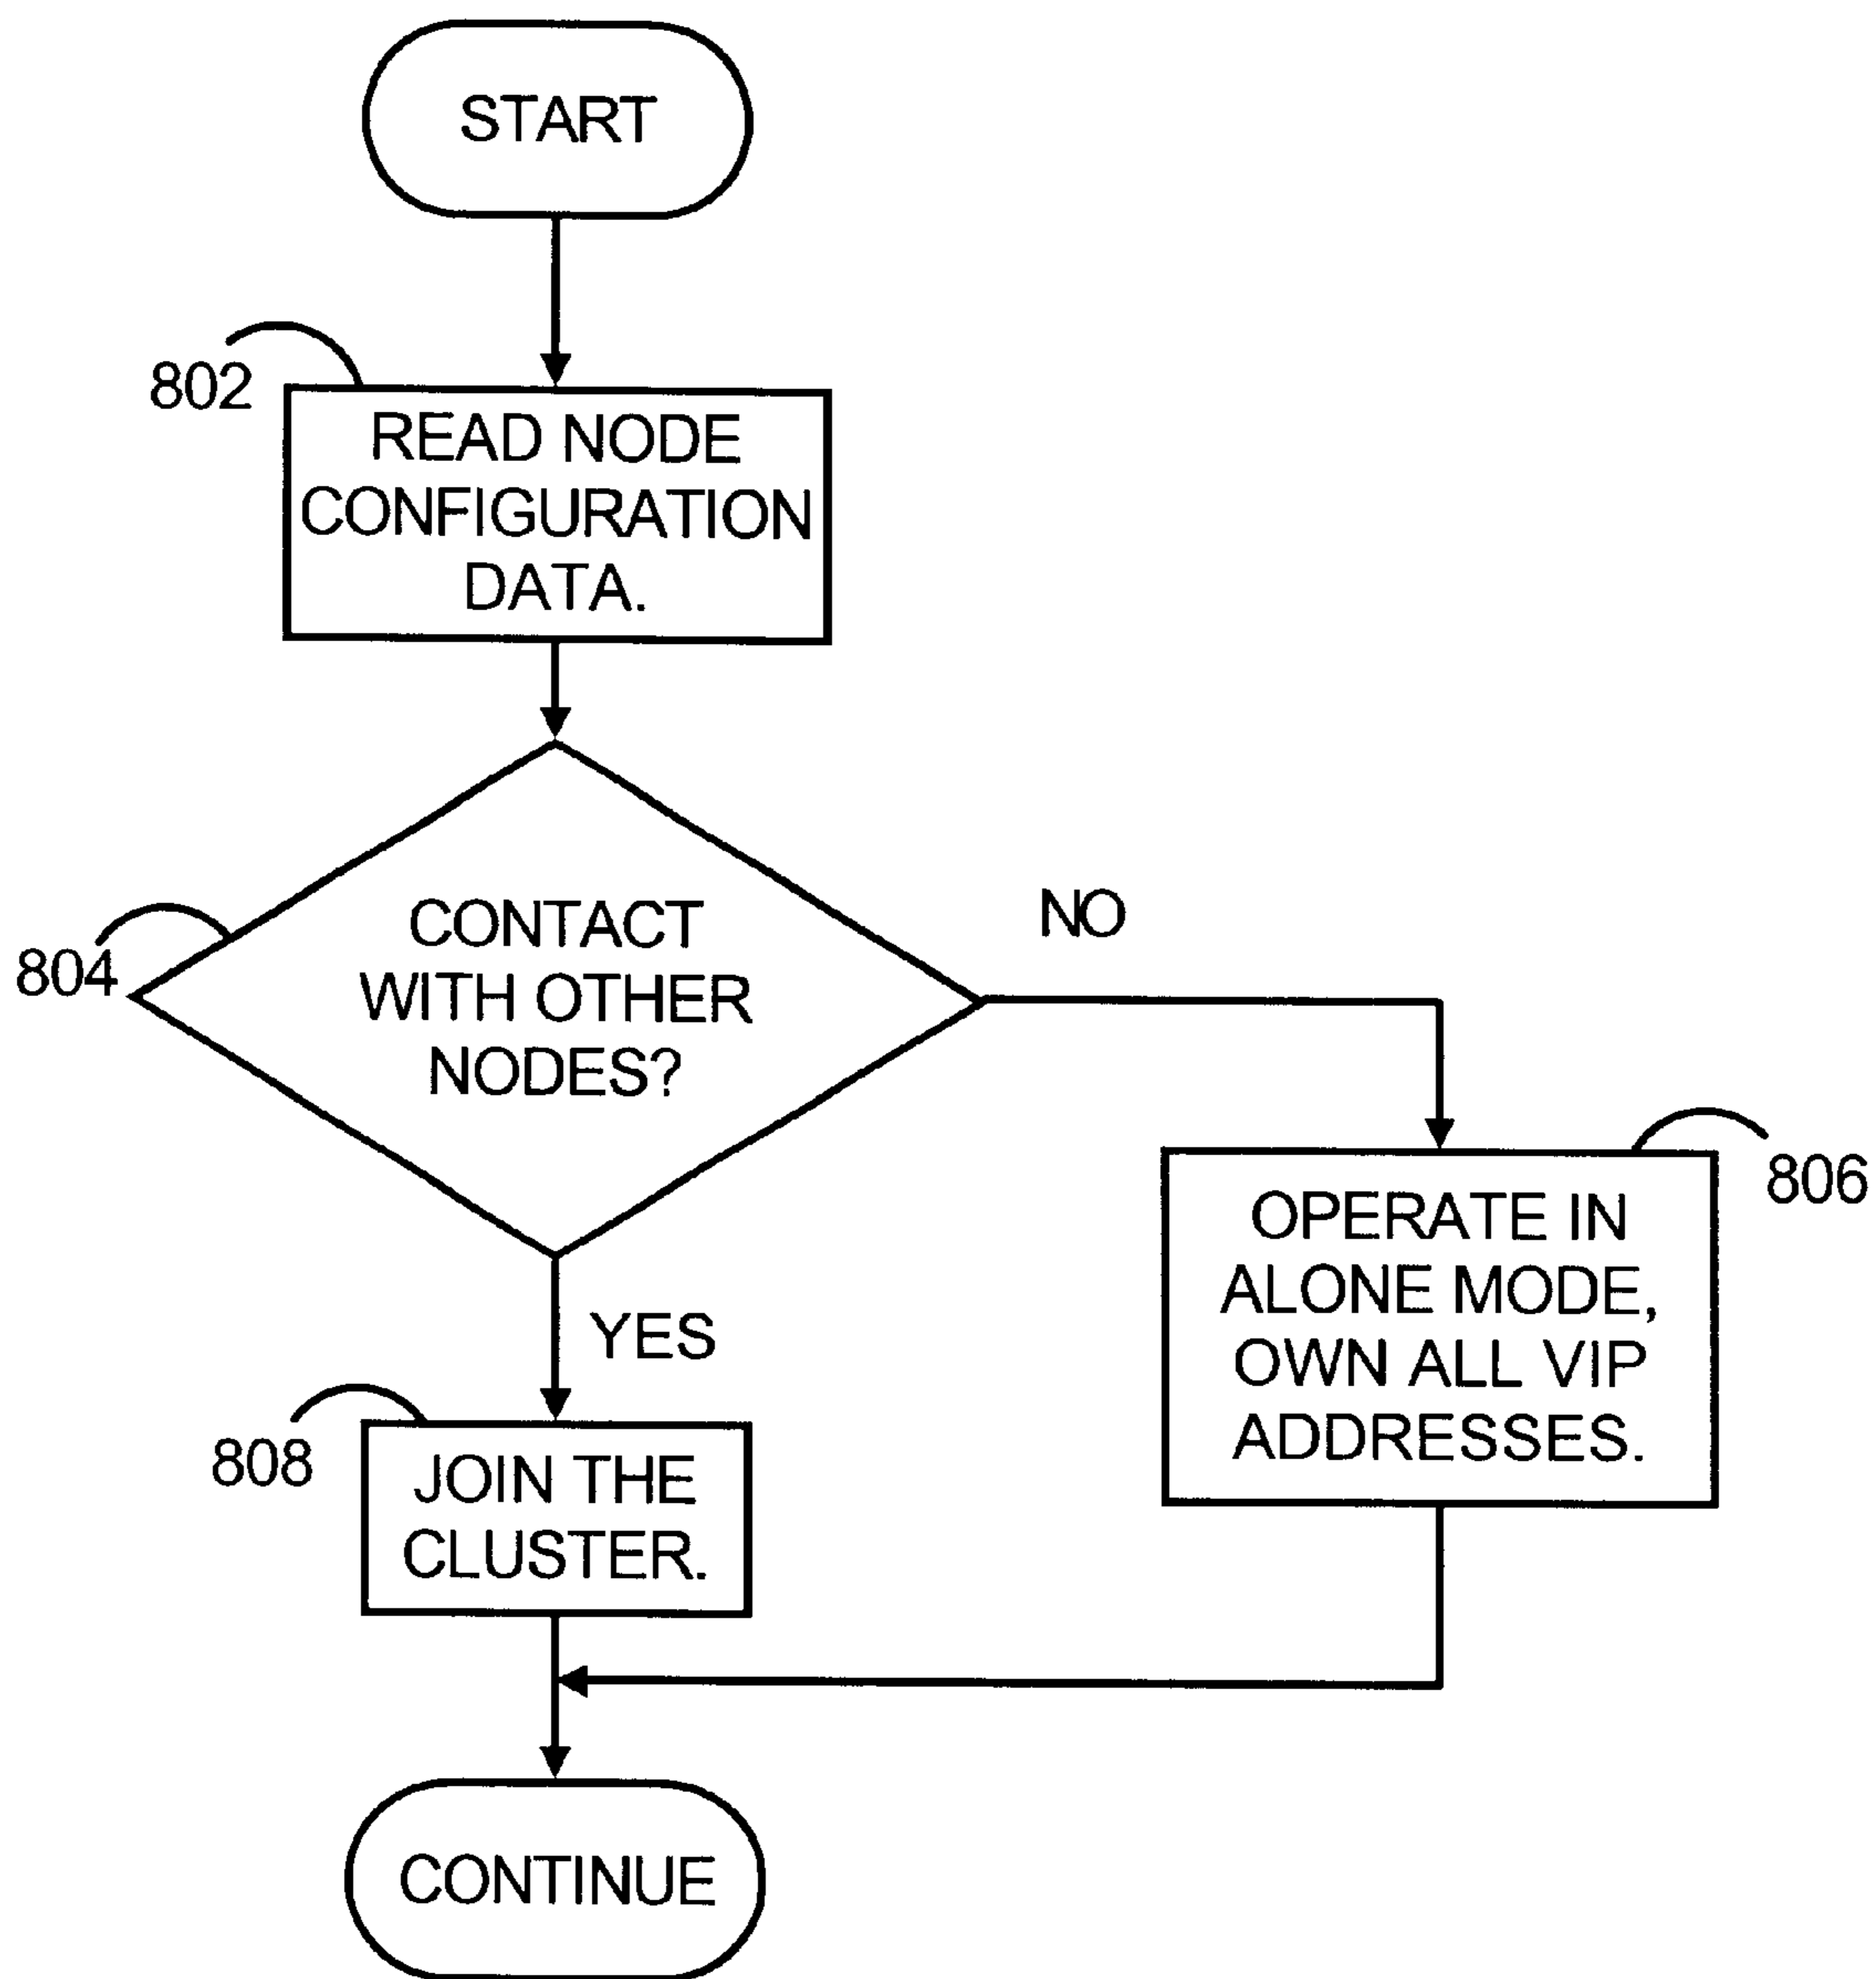 START
802
READ NODE
CONFIGURATION
DATA.
804
CONTACT
WITH OTHER
NODES?
NO
YES
806
OPERATE IN
ALONE MODE,
OWN ALL VIP
ADDRESSES.
808
JOIN THE
CLUSTER.
CONTINUE